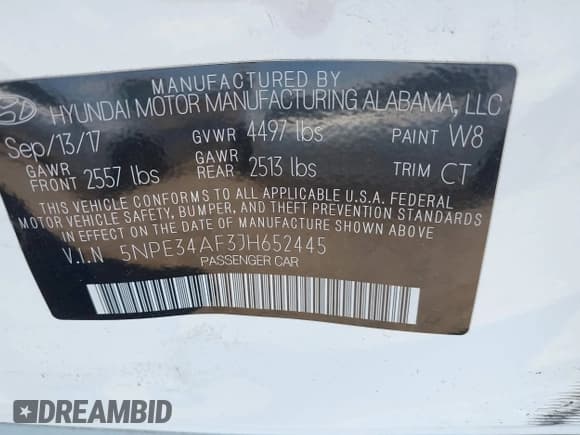 MANUFACTURED BY
HYUNDAI MOTOR MANUFACTURING ALABAMA, LLC
Sep/13/17 GVWR 4497 lbs PAINT W8
GAWR FRONT 2557 lbs GAWR REAR 2513 lbs TRIM CT
THIS VEHICLE CONFORMS TO ALL APPLICABLE U.S.A. FEDERAL
MOTOR VEHICLE SAFETY, BUMPER, AND THEFT PREVENTION STANDARDS
IN EFFECT ON THE DATE OF MANUFACTURE SHOWN ABOVE
V.I.N 5NPE34AF3JH652445
PASSENGER CAR
DREAMBID